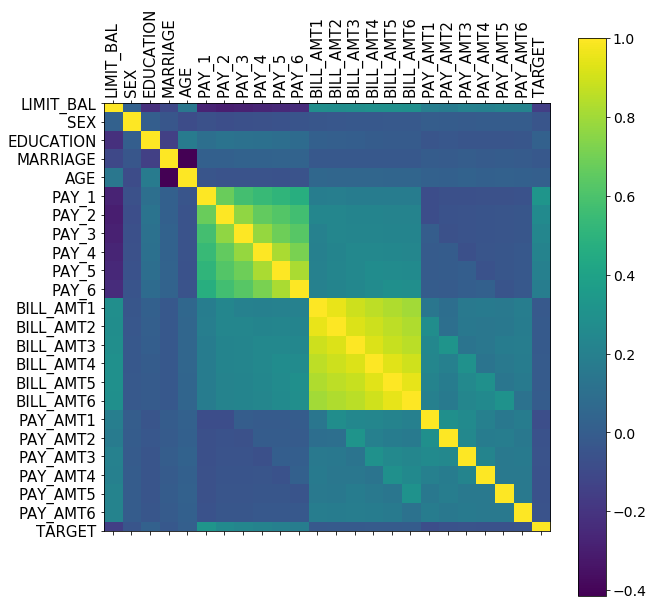 LIMIT_BAL
SEX
EDUCATION
MARRIAGE
AGE
PAY_1
PAY_2
PAY_3
PAY_4
PAY_5
PAY_6
BILL_AMT1
BILL_AMT2
BILL_AMT3
BILL_AMT4
BILL_AMT5
BILL_AMT6
PAY_AMT1
PAY_AMT2
PAY_AMT3
PAY_AMT4
PAY_AMT5
PAY_AMT6
TARGET
LIMIT_BAL
SEX
EDUCATION
MARRIAGE
AGE
PAY_1
PAY_2
PAY_3
PAY_4
PAY_5
PAY_6
BILL_AMT1
BILL_AMT2
BILL_AMT3
BILL_AMT4
BILL_AMT5
BILL_AMT6
PAY_AMT1
PAY_AMT2
PAY_AMT3
PAY_AMT4
PAY_AMT5
PAY_AMT6
TARGET
1.0
0.8
0.6
0.4
0.2
0.0
−0.2
−0.4